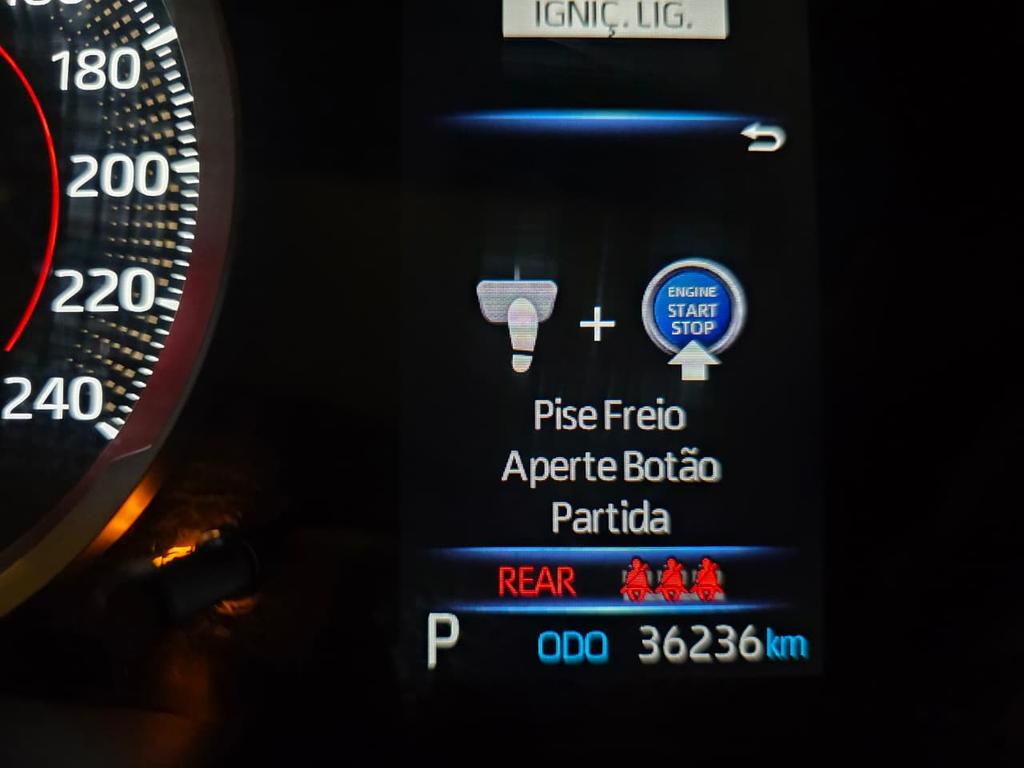 IGNIÇ. LIG.
180
200
220
240
ENGINE
START
STOP
+
Pise Freio
Aperte Botão
Partida
REAR
P ODO 36236 km